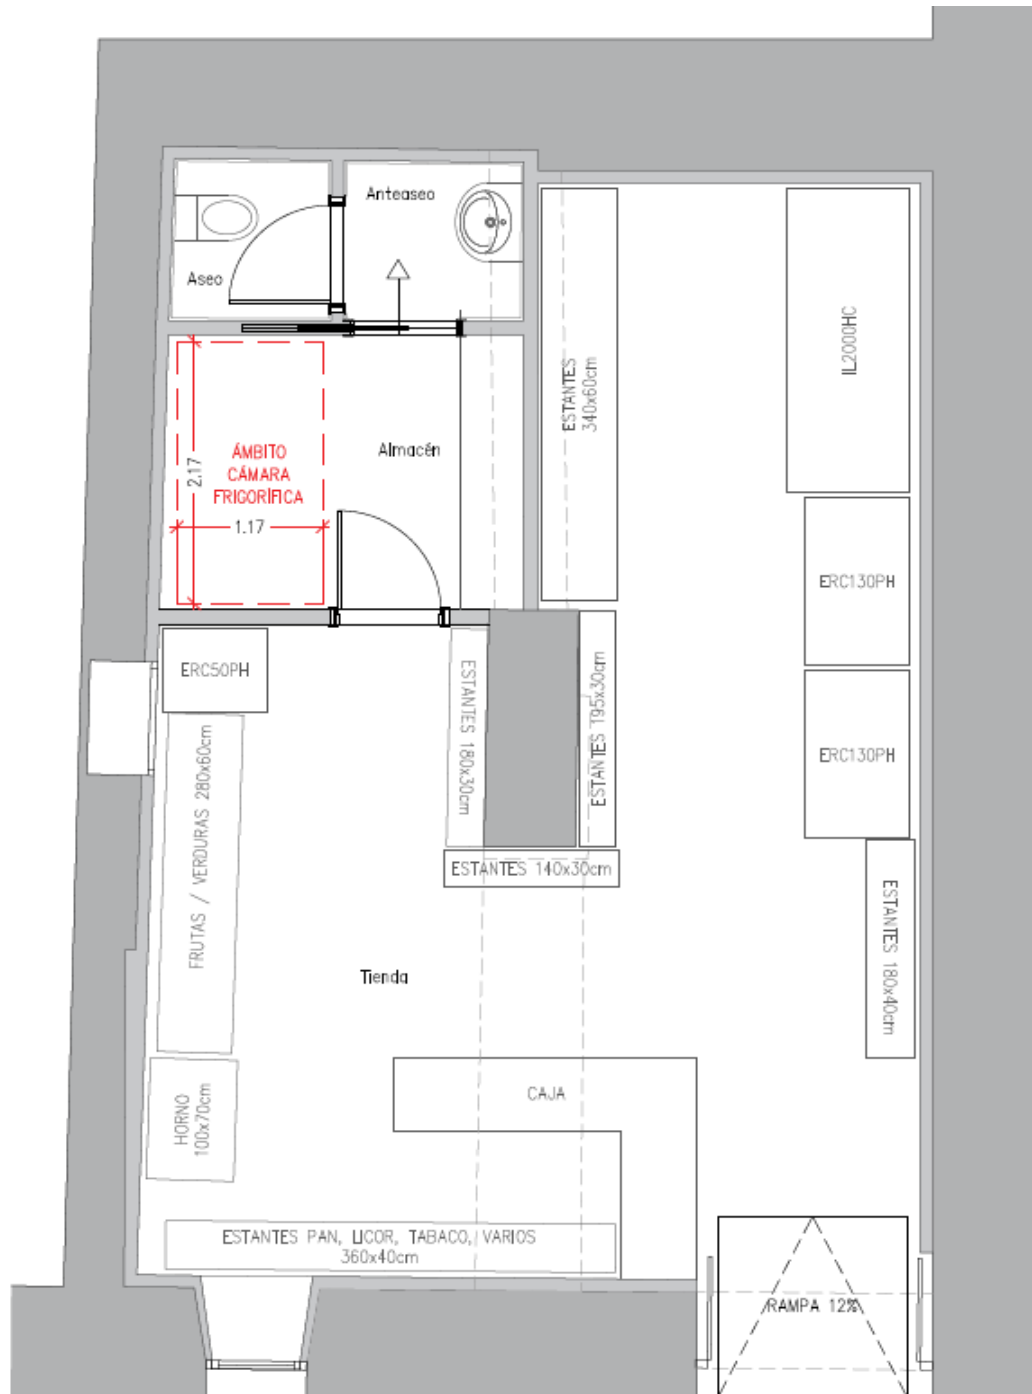 Anteaseo
Aseo
IL2000HC
ESTANTES
340x60cm
Almacén
ÁMBITO
CÁMARA
FRIGORÍFICA
2.17
1.17
ERC130PH
ERC50PH
ESTANTES 180x30cm
ESTANTES 195x30cm
ERC130PH
FRUTAS / VERDURAS 280x60cm
ESTANTES 140x30cm
ESTANTES 180x40cm
Tienda
CAJA
HORNO
100x70cm
ESTANTES PAN, LICOR, TABACO, VARIOS
360x40cm
RAMPA 12%